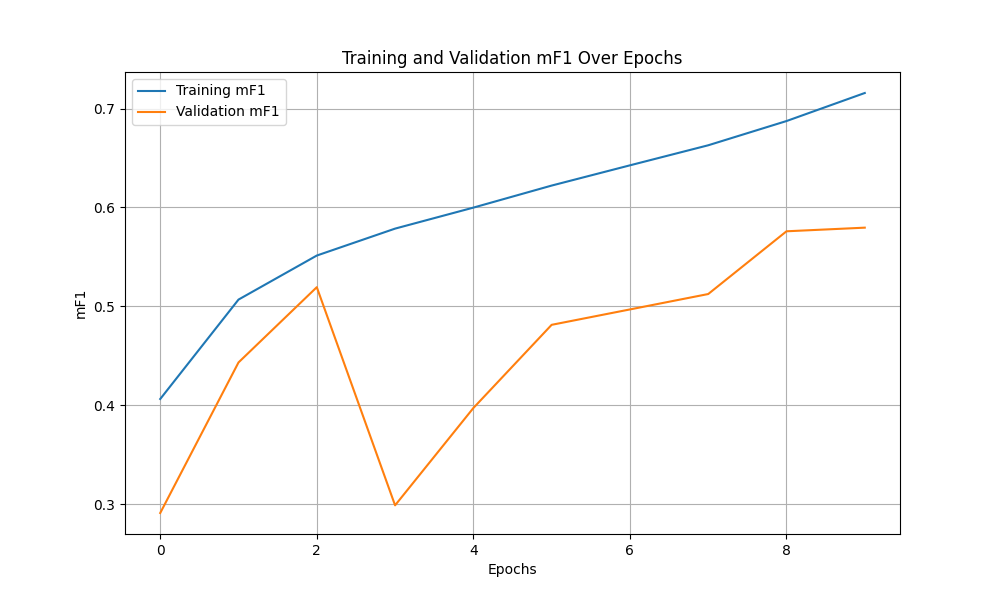 Training and Validation mF1 Over Epochs
Training mF1
Validation mF1
mF1
0.7
0.6
0.5
0.4
0.3
0 2 4 6 8
Epochs